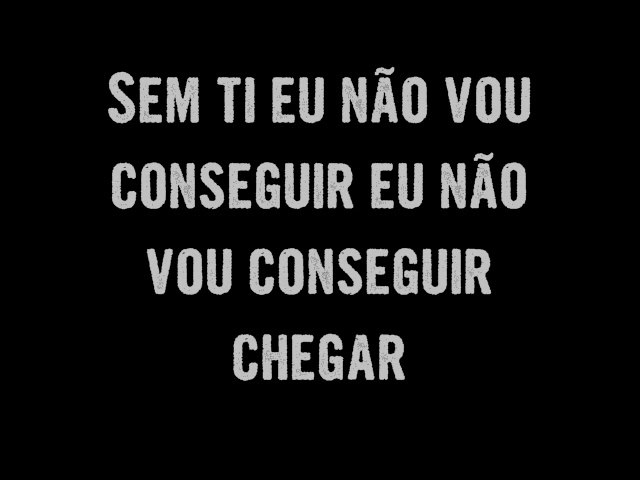 Sem ti eu não vou
conseguir eu não
vou conseguir
chegar